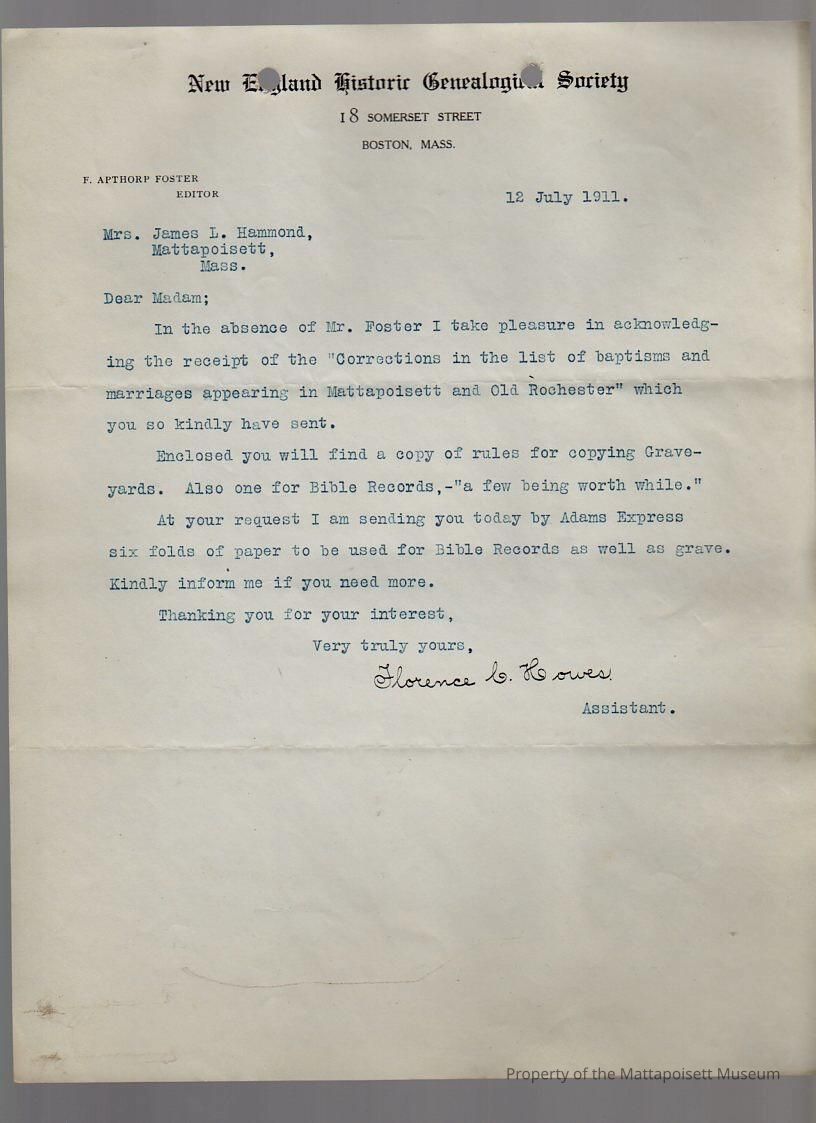 New England Historic Genealogical Society
18 SOMERSET STREET
BOSTON, MASS.
F. APTHORP FOSTER
EDITOR
12 July 1911.
Mrs. James L. Hammond,
Mattapoisett,
Mass.
Dear Madam;
In the absence of Mr. Foster I take pleasure in acknowledg-
ing the receipt of the "Corrections in the list of baptisms and
marriages appearing in Mattapoisett and Old Rochester" which
you so kindly have sent.
Enclosed you will find a copy of rules for copying Grave-
yards. Also one for Bible Records,-"a few being worth while."
At your request I am sending you today by Adams Express
six folds of paper to be used for Bible Records as well as grave.
Kindly inform me if you need more.
Thanking you for your interest,
Very truly yours,
Florence C. Howes.
Assistant.
Property of the Mattapoisett Museum